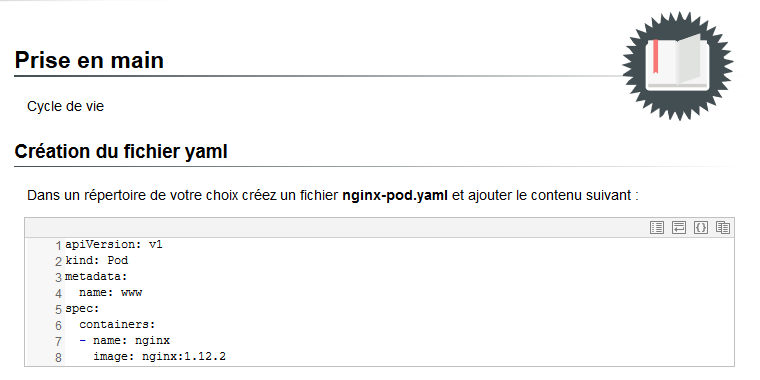 Prise en main
Cycle de vie
Création du fichier yaml
Dans un répertoire de votre choix créez un fichier nginx-pod.yaml et ajouter le contenu suivant :
1 apiVersion: v1
2 kind: Pod
3 metadata:
4   name: www
5 spec:
6   containers:
7   - name: nginx
8     image: nginx:1.12.2